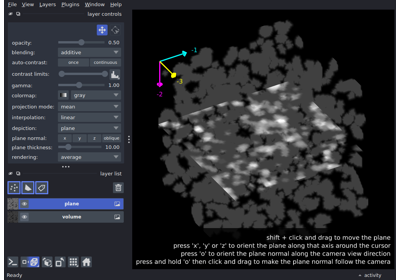 File View Layers Plugins Window Help
layer controls
opacity: 0.50
blending: additive
auto-contrast: once continuous
contrast limits:
gamma: 1.00
colormap: gray
projection mode: mean
interpolation: linear
depiction: plane
plane normal: x y z oblique
plane thickness: 10.00
rendering: average
layer list
plane
volume
-1
-3
-2
shift + click and drag to move the plane
press 'x', 'y' or 'z' to orient the plane along that axis around the cursor
press 'o' to orient the plane normal along the camera view direction
press and hold 'o' then click and drag to make the plane normal follow the camera
Ready
activity